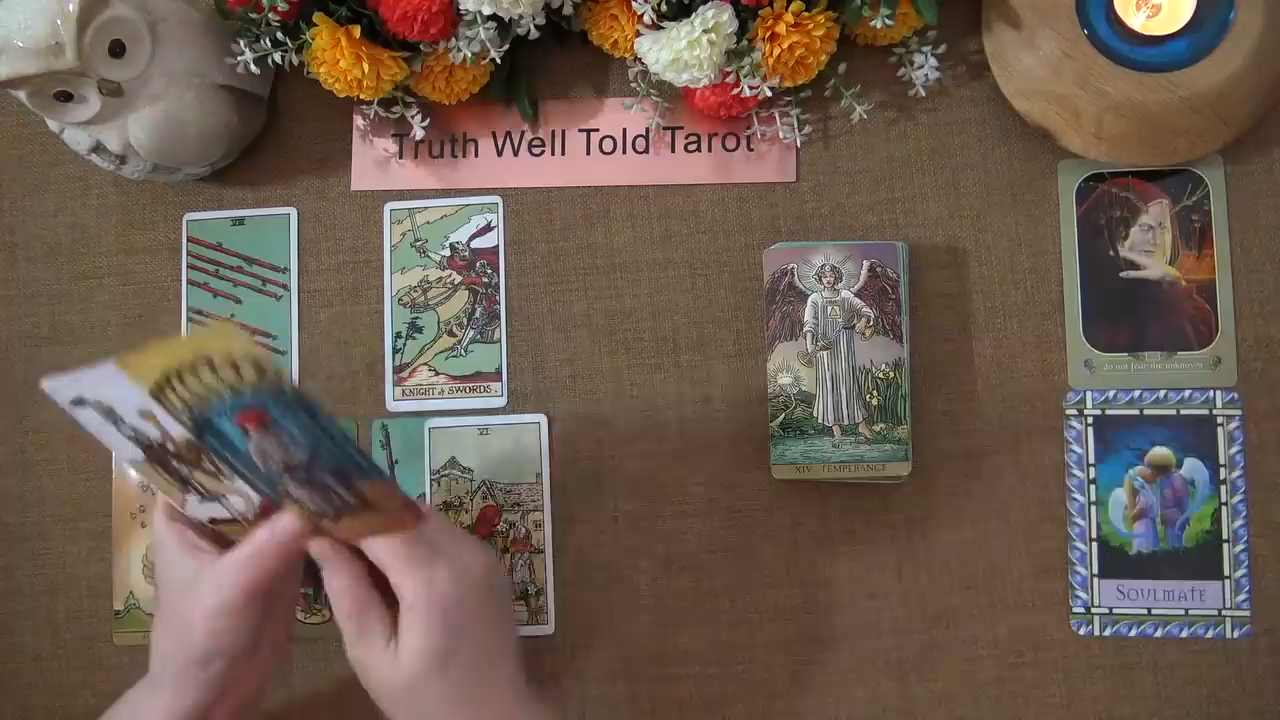 Truth Well Told Tarot
VIII
KNIGHT of SWORDS.
VI
XIV TEMPERANCE
do not fear the unknown
SOULMATE